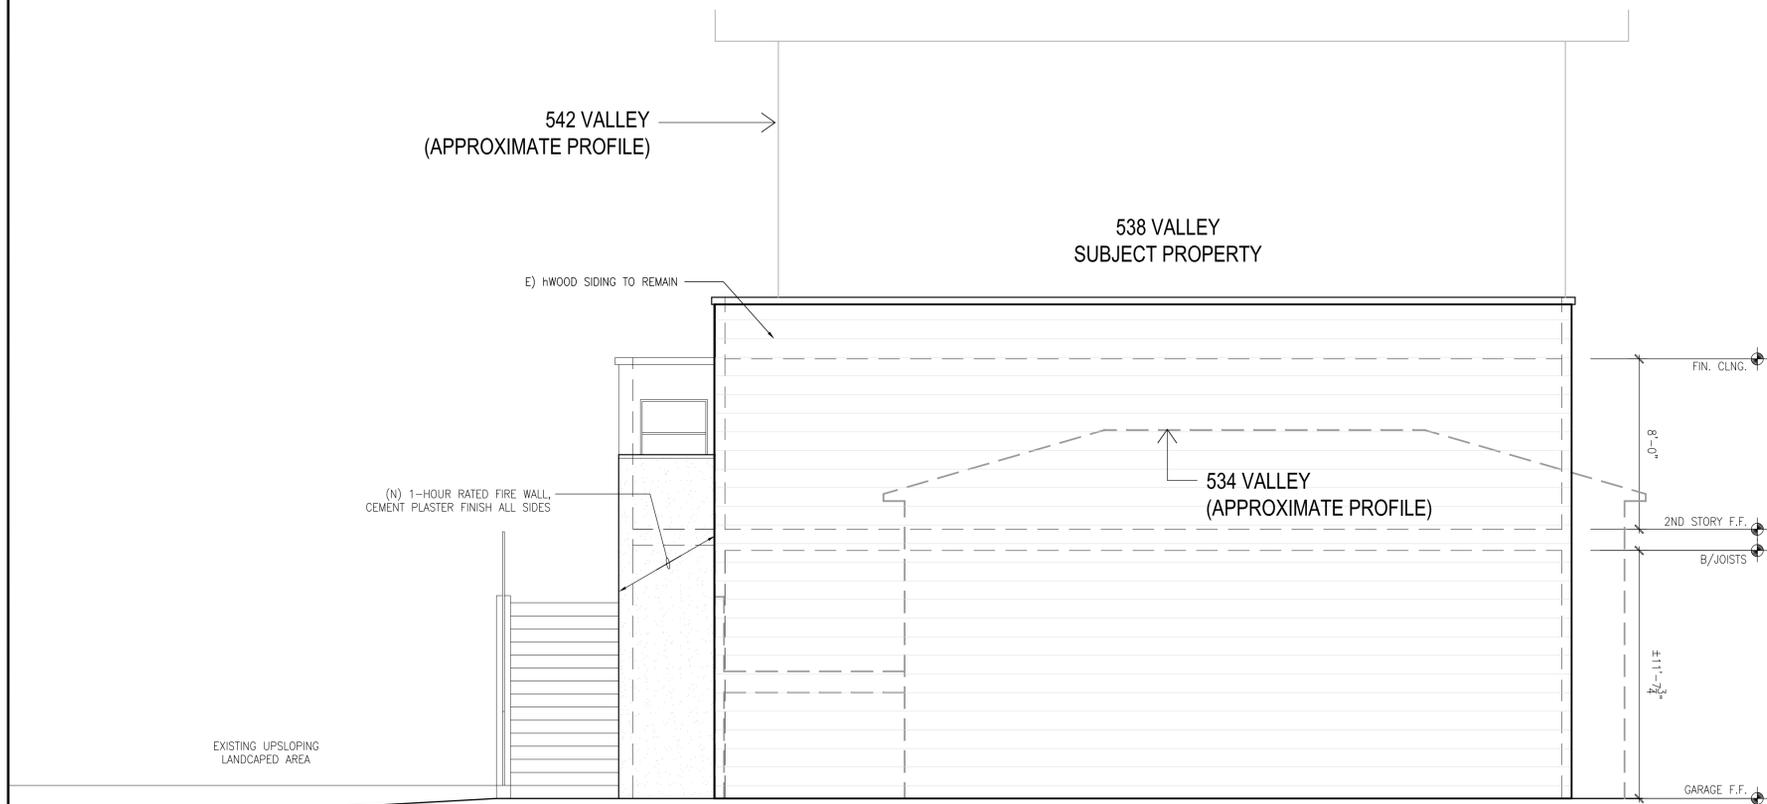 542 VALLEY
(APPROXIMATE PROFILE)
538 VALLEY
SUBJECT PROPERTY
E) hWOOD SIDING TO REMAIN
FIN. CLNG.
8'-0"
534 VALLEY
(APPROXIMATE PROFILE)
(N) 1-HOUR RATED FIRE WALL,
CEMENT PLASTER FINISH ALL SIDES
2ND STORY F.F.
B/JOISTS
±11'-7¾"
EXISTING UPSLOPING
LANDCAPED AREA
GARAGE F.F.